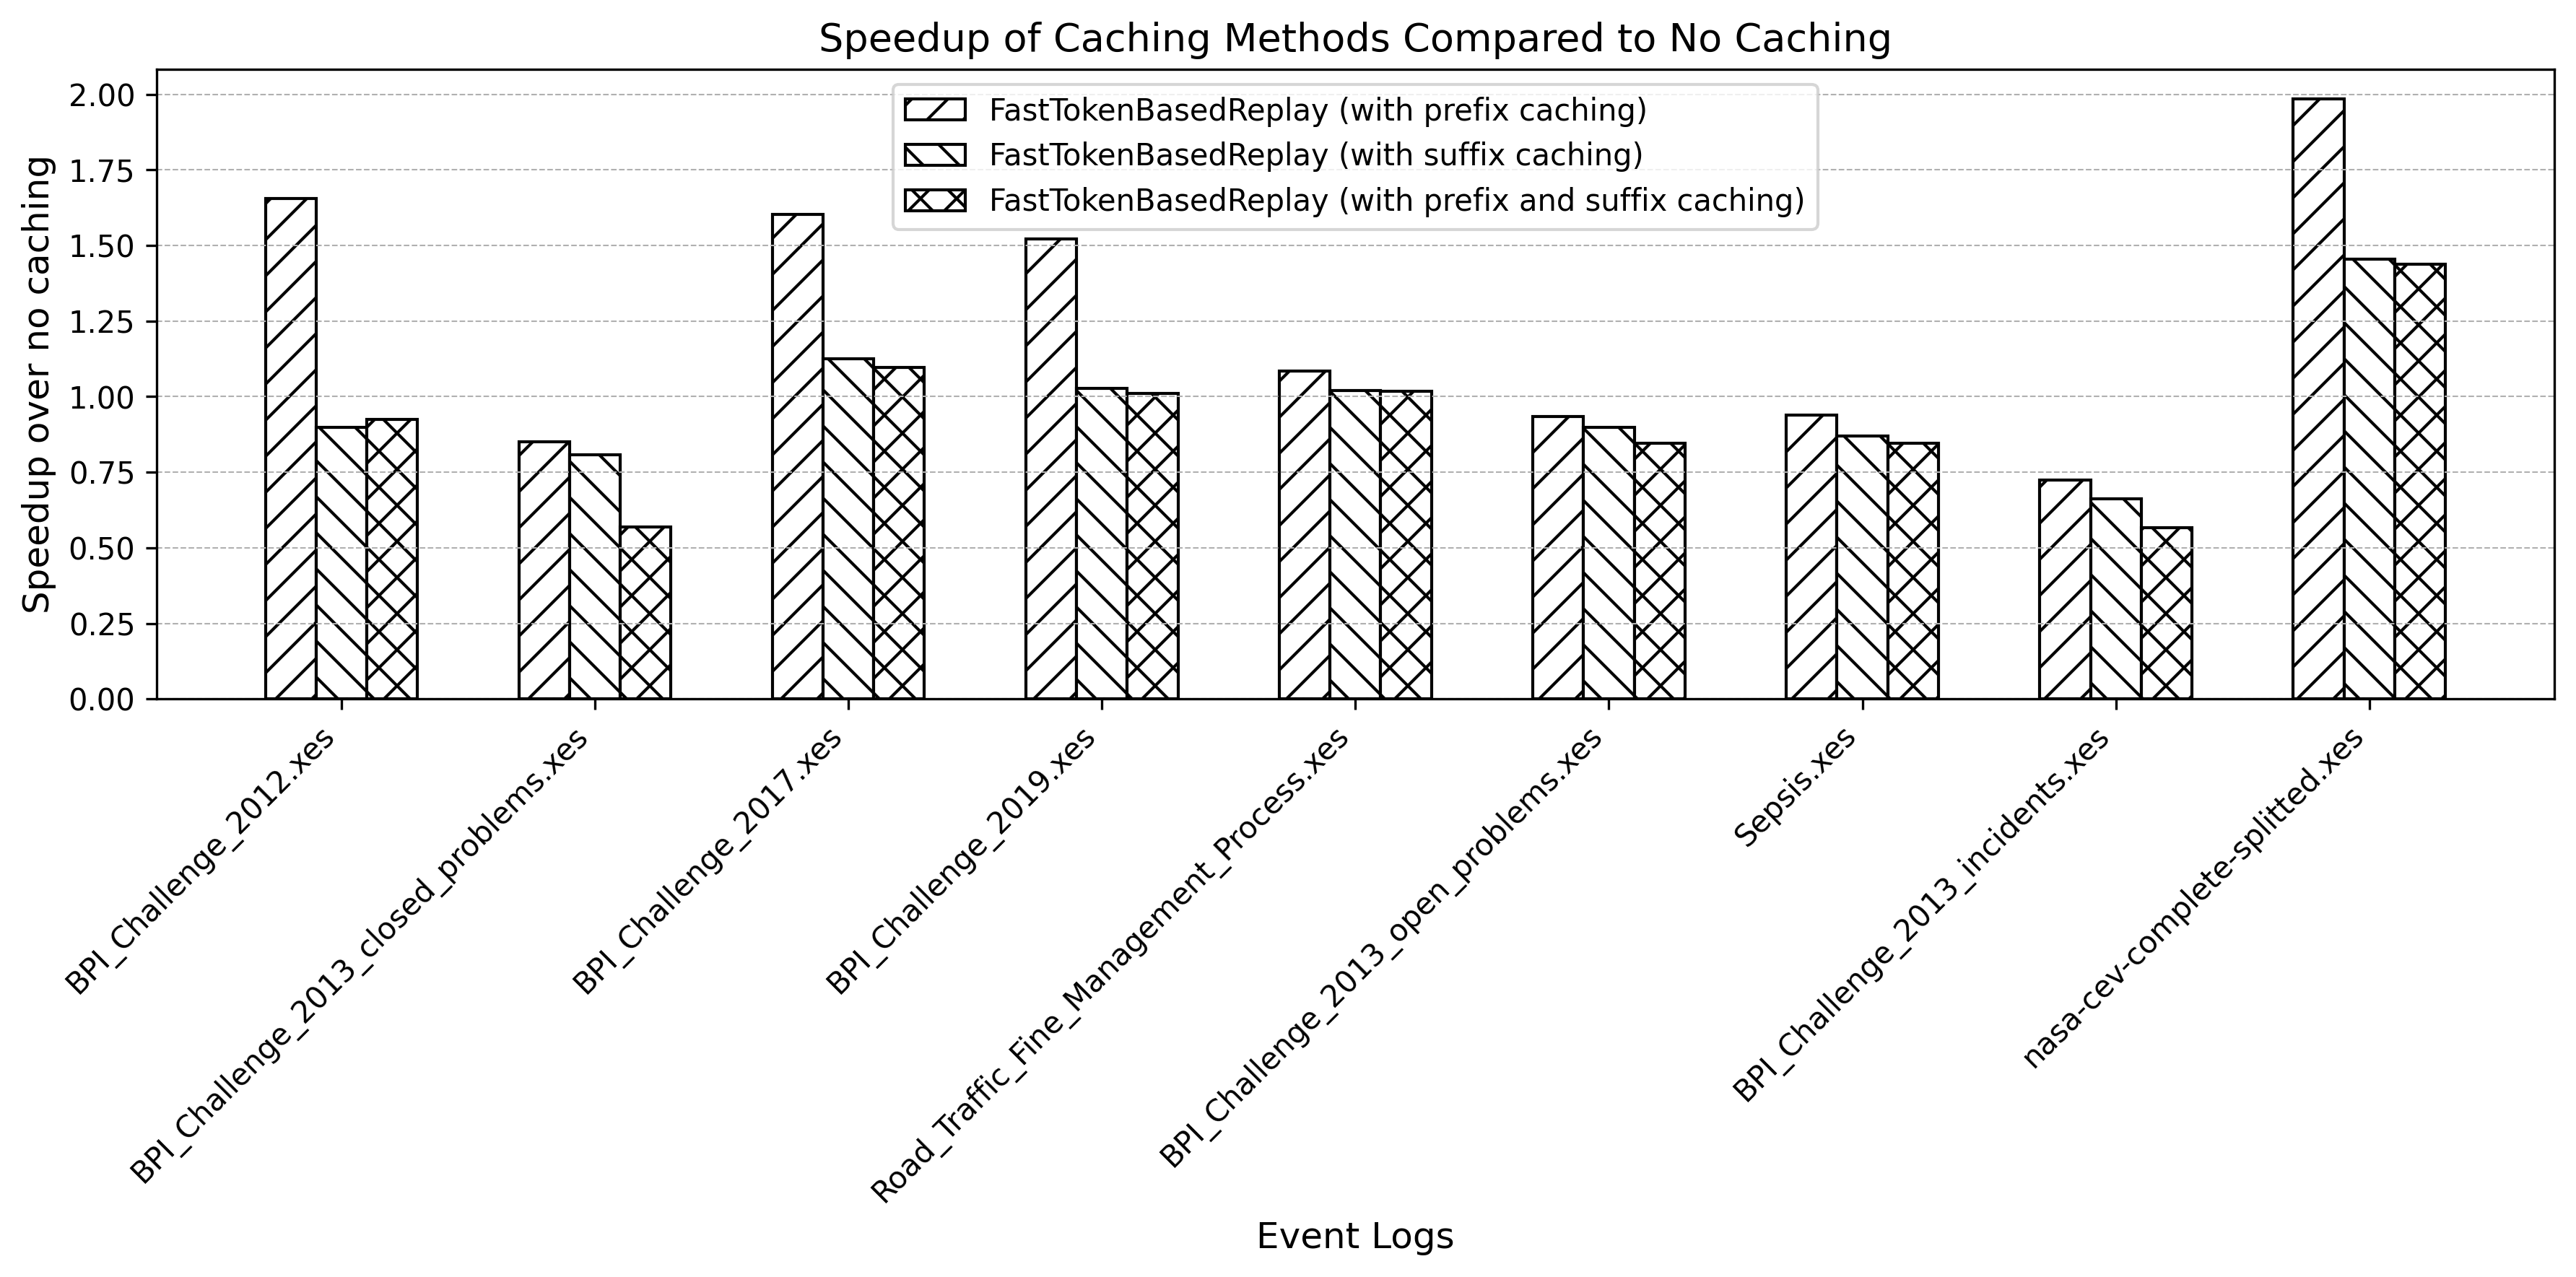 Speedup of Caching Methods Compared to No Caching
FastTokenBasedReplay (with prefix caching)
FastTokenBasedReplay (with suffix caching)
FastTokenBasedReplay (with prefix and suffix caching)
Speedup over no caching
2.00
1.75
1.50
1.25
1.00
0.75
0.50
0.25
0.00
BPI_Challenge_2012.xes
BPI_Challenge_2013_closed_problems.xes
BPI_Challenge_2017.xes
BPI_Challenge_2019.xes
Road_Traffic_Fine_Management_Process.xes
BPI_Challenge_2013_open_problems.xes
Sepsis.xes
BPI_Challenge_2013_incidents.xes
nasa-cev-complete-splitted.xes
Event Logs